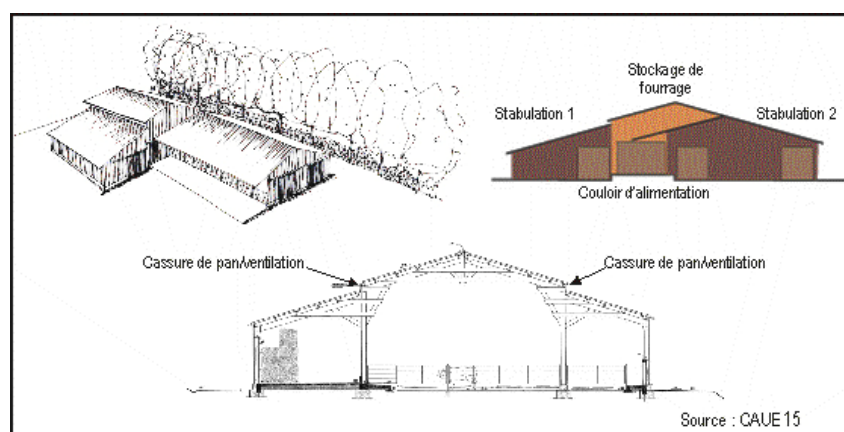 Stockage de
fourrage
Stabulation 1
Stabulation 2
Couloir d'alimentation
Cassure de pan/ventilation
Cassure de pan/ventilation
Source : CAUE 15